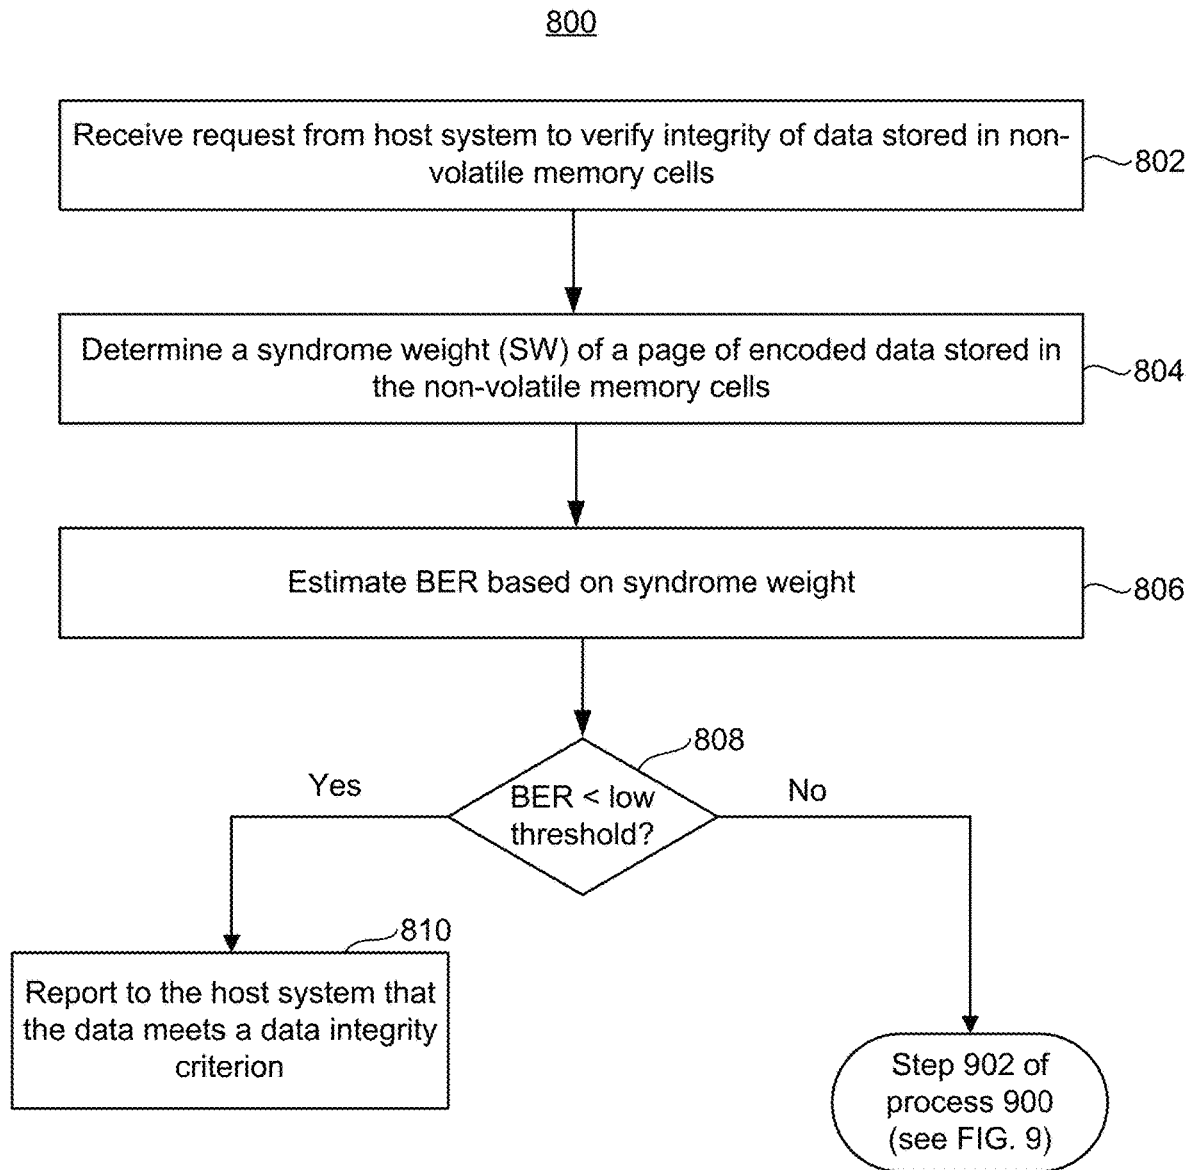 800
Receive request from host system to verify integrity of data stored in non-
volatile memory cells
802
Determine a syndrome weight (SW) of a page of encoded data stored in
the non-volatile memory cells
804
Estimate BER based on syndrome weight
806
808
Yes
BER < low
threshold?
No
810
Report to the host system that
the data meets a data integrity
criterion
Step 902 of
process 900
(see FIG. 9)